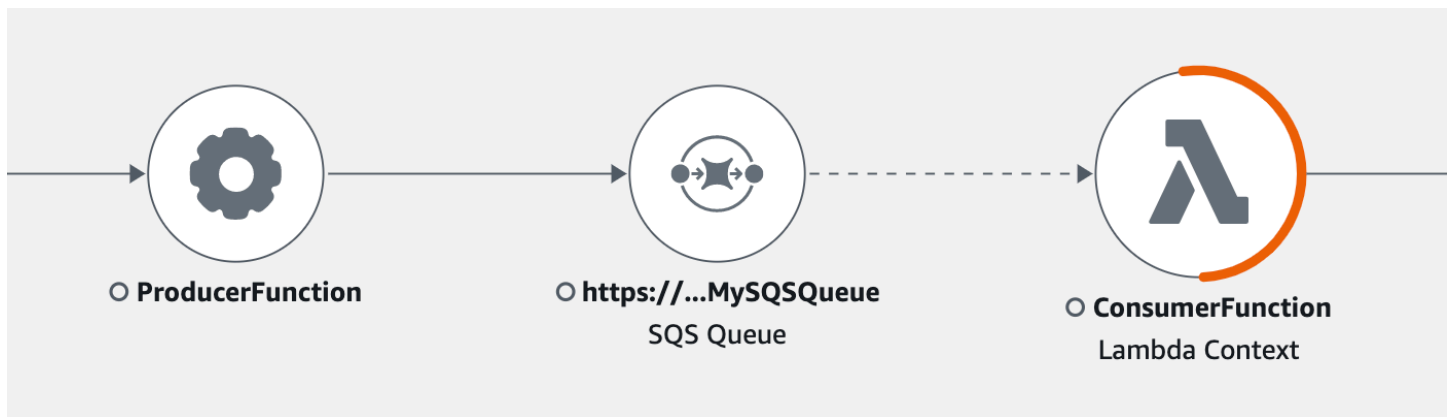 ProducerFunction
https://...MySQSQueue
SQS Queue
ConsumerFunction
Lambda Context